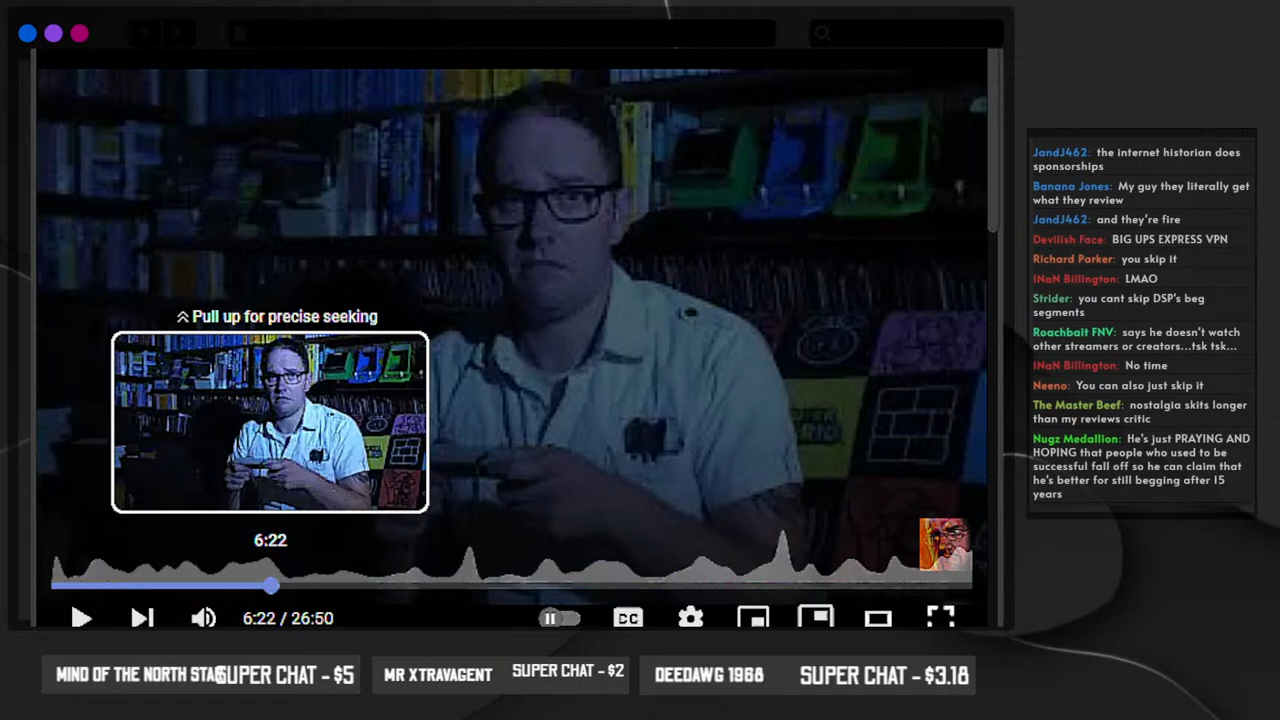 Pull up for precise seeking
6:22
6:22 / 26:50
CC
JandJ462: the internet historian does
sponsorships
Banana Jones: My guy they literally get
what they review
JandJ462: and they're fire
Devilish Face: BIG UPS EXPRESS VPN
Richard Parker: you skip it
INaN Billington: LMAO
Strider: you cant skip DSP's beg
segments
Roachbait FNV: says he doesn't watch
other streamers or creators...tsk tsk...
INaN Billington: No time
Neeno: You can also just skip it
The Master Beef: nostalgia skits longer
than my reviews critic
Nugz Medallion: He's just PRAYING AND
HOPING that people who used to be
successful fall off so he can claim that
he's better for still begging after 15
years
MIND OF THE NORTH STAR SUPER CHAT - $5
MR XTRAVAGENT SUPER CHAT - $2
DEEDAWG 1968 SUPER CHAT - $3.18